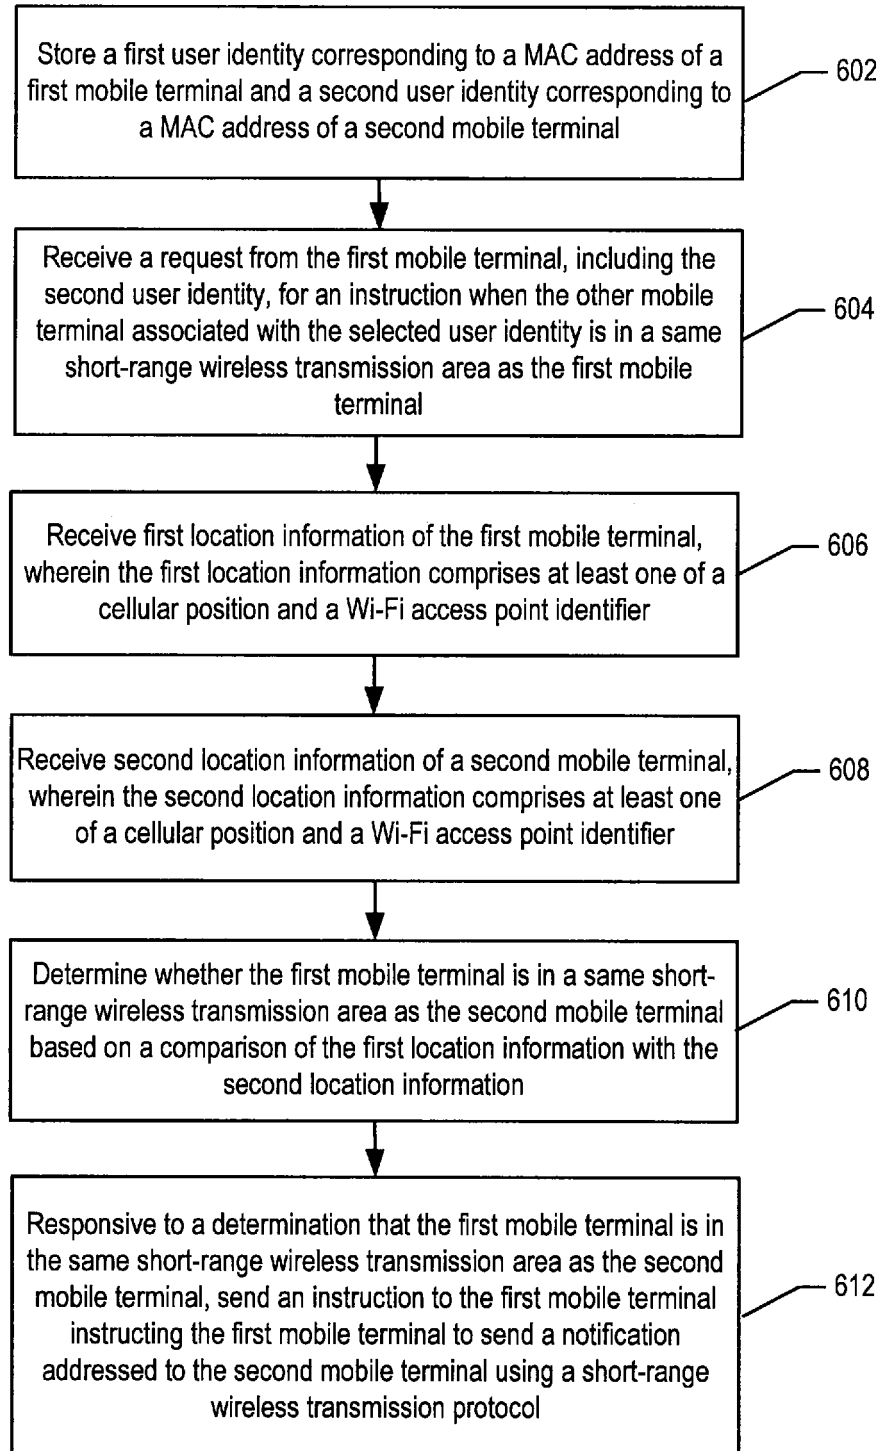 Store a first user identity corresponding to a MAC address of a
first mobile terminal and a second user identity corresponding to
a MAC address of a second mobile terminal
602
Receive a request from the first mobile terminal, including the
second user identity, for an instruction when the other mobile
terminal associated with the selected user identity is in a same
short-range wireless transmission area as the first mobile
terminal
604
Receive first location information of the first mobile terminal,
wherein the first location information comprises at least one of a
cellular position and a Wi-Fi access point identifier
606
Receive second location information of a second mobile terminal,
wherein the second location information comprises at least one
of a cellular position and a Wi-Fi access point identifier
608
Determine whether the first mobile terminal is in a same short-
range wireless transmission area as the second mobile terminal
based on a comparison of the first location information with the
second location information
610
Responsive to a determination that the first mobile terminal is in
the same short-range wireless transmission area as the second
mobile terminal, send an instruction to the first mobile terminal
instructing the first mobile terminal to send a notification
addressed to the second mobile terminal using a short-range
wireless transmission protocol
612